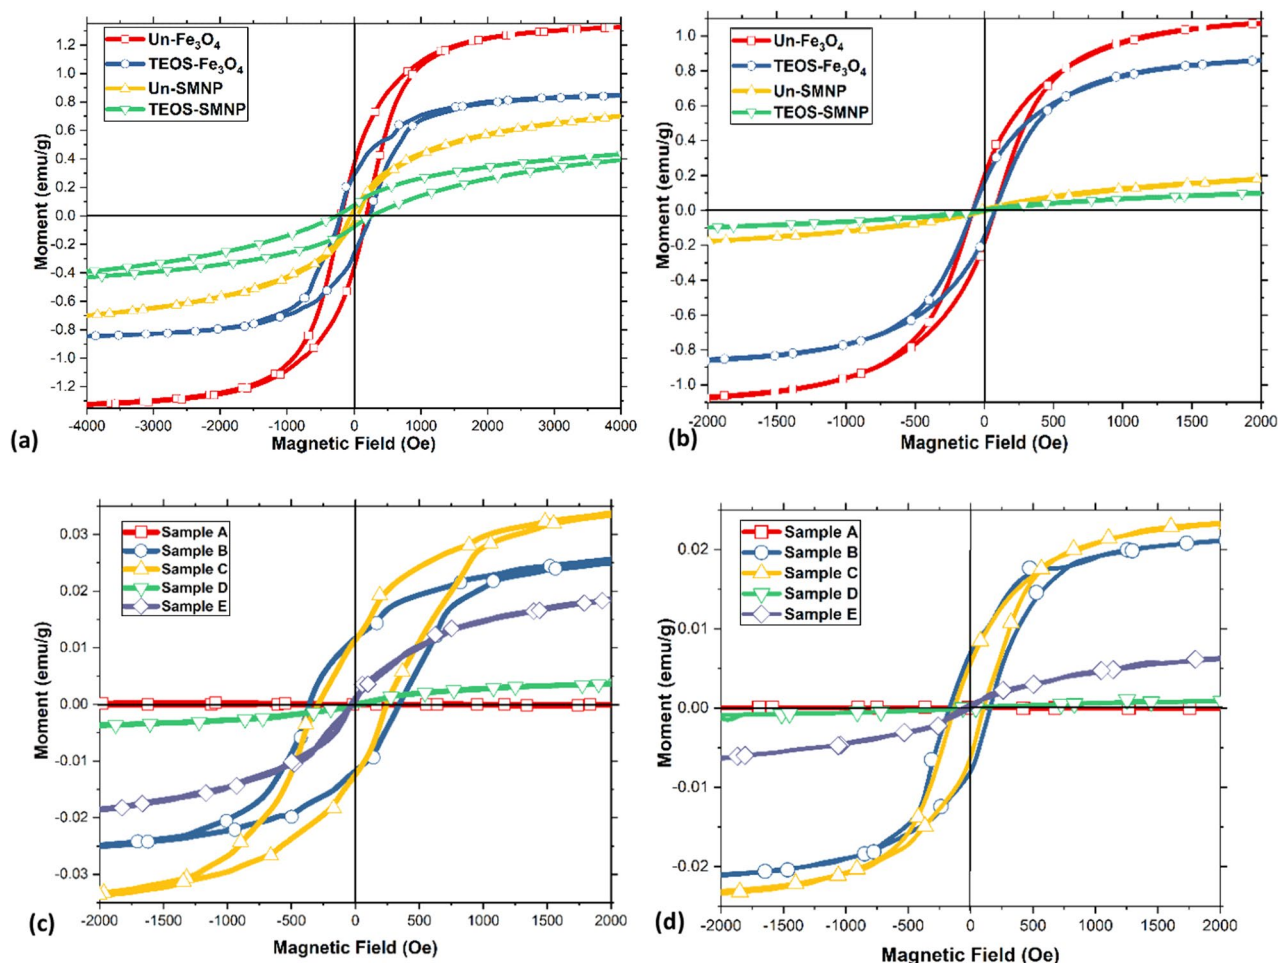 Un-Fe₃O₄
TEOS-Fe₃O₄
Un-SMNP
TEOS-SMNP
1.2
1.0
0.8
0.6
0.4
0.2
0.0
-0.2
-0.4
-0.6
-0.8
-1.0
-1.2
Moment (emu/g)
-4000 -3000 -2000 -1000 0 1000 2000 3000 4000
Magnetic Field (Oe)
(a)
Un-Fe₃O₄
TEOS-Fe₃O₄
Un-SMNP
TEOS-SMNP
1.0
0.8
0.6
0.4
0.2
0.0
-0.2
-0.4
-0.6
-0.8
-1.0
Moment (emu/g)
-2000 -1500 -1000 -500 0 500 1000 1500 2000
Magnetic Field (Oe)
(b)
Sample A
Sample B
Sample C
Sample D
Sample E
0.03
0.02
0.01
0.00
-0.01
-0.02
-0.03
Moment (emu/g)
-2000 -1500 -1000 -500 0 500 1000 1500 2000
Magnetic Field (Oe)
(c)
Sample A
Sample B
Sample C
Sample D
Sample E
0.02
0.01
0.00
-0.01
-0.02
Moment (emu/g)
-2000 -1500 -1000 -500 0 500 1000 1500 2000
Magnetic Field (Oe)
(d)